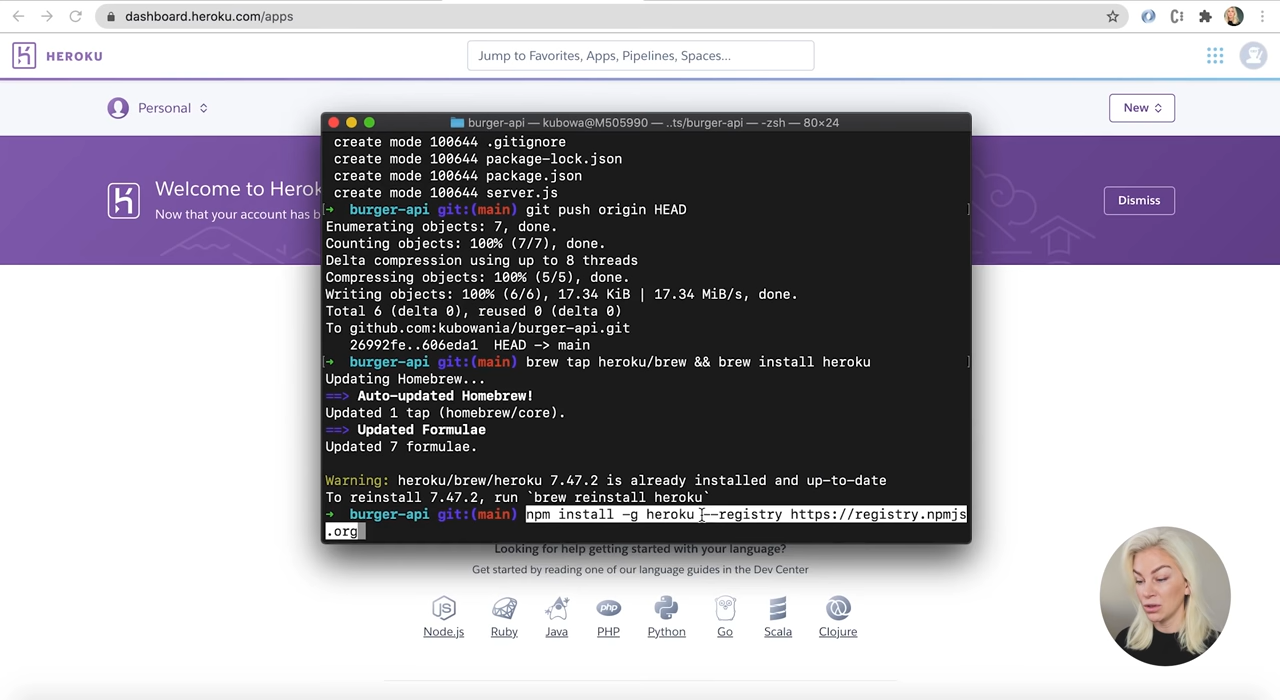 dashboard.heroku.com/apps
HEROKU
Jump to Favorites, Apps, Pipelines, Spaces...
Personal
New
burger-api — kubowa@M505990 — ..ts/burger-api — -zsh — 80×24
Welcome to Herok
Now that your account has b
Dismiss
create mode 100644 .gitignore
create mode 100644 package-lock.json
create mode 100644 package.json
create mode 100644 server.js
[→ burger-api git:(main) git push origin HEAD ]
Enumerating objects: 7, done.
Counting objects: 100% (7/7), done.
Delta compression using up to 8 threads
Compressing objects: 100% (5/5), done.
Writing objects: 100% (6/6), 17.34 KiB | 17.34 MiB/s, done.
Total 6 (delta 0), reused 0 (delta 0)
To github.com:kubowania/burger-api.git
26992fe..606eda1 HEAD -> main
[→ burger-api git:(main) brew tap heroku/brew && brew install heroku ]
Updating Homebrew...
==> Auto-updated Homebrew!
Updated 1 tap (homebrew/core).
==> Updated Formulae
Updated 7 formulae.
Warning: heroku/brew/heroku 7.47.2 is already installed and up-to-date
To reinstall 7.47.2, run `brew reinstall heroku`
→ burger-api git:(main) npm install -g heroku --registry https://registry.npmjs
.org
Looking for help getting started with your language?
Get started by reading one of our language guides in the Dev Center
Node.js Ruby Java PHP Python Go Scala Clojure